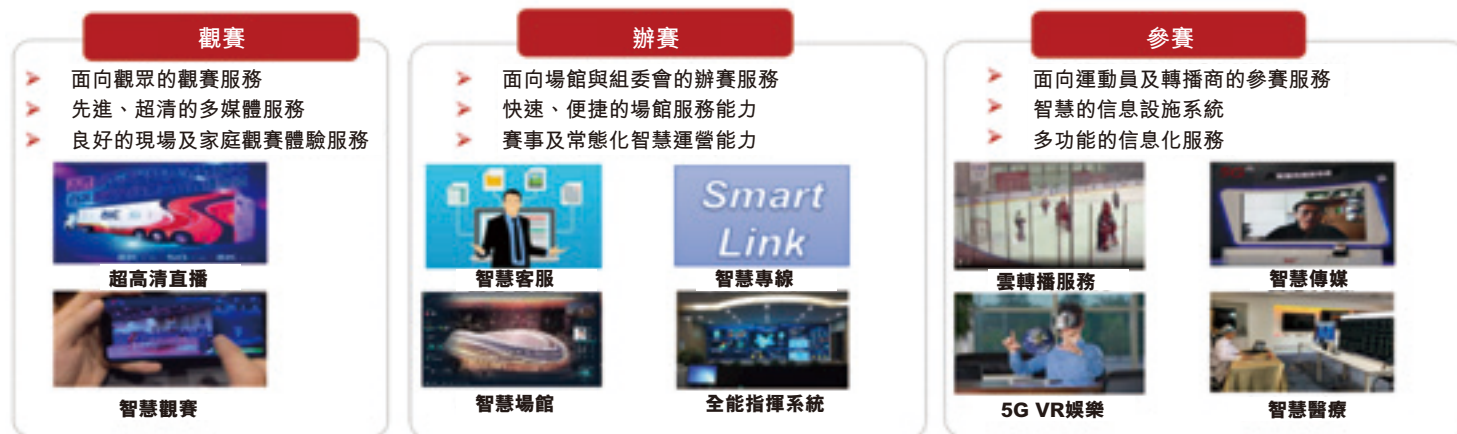 觀賽
面向觀眾的觀賽服務
先進、超清的多媒體服務
良好的現場及家庭觀賽體驗服務
超高清直播
智慧觀賽
辦賽
面向場館與組委會的辦賽服務
快速、便捷的場館服務能力
賽事及常態化智慧運營能力
Smart
Link
智慧客服
智慧專線
智慧場館
全能指揮系統
參賽
面向運動員及轉播商的參賽服務
智慧的信息設施系統
多功能的信息化服務
雲轉播服務
智慧傳媒
5G VR娛樂
智慧醫療